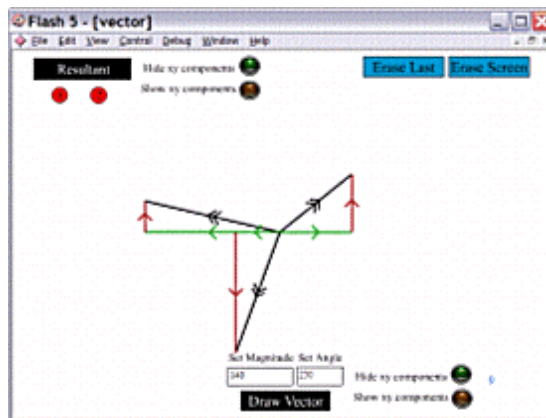 Flash 5 - [vector]
File Edit View Control Debug Window Help
Resultant
Hide xy components
Show xy components
Erase Last
Erase Screen
Set Magnitude Set Angle
140
Hide xy components
Show xy components
Draw Vector